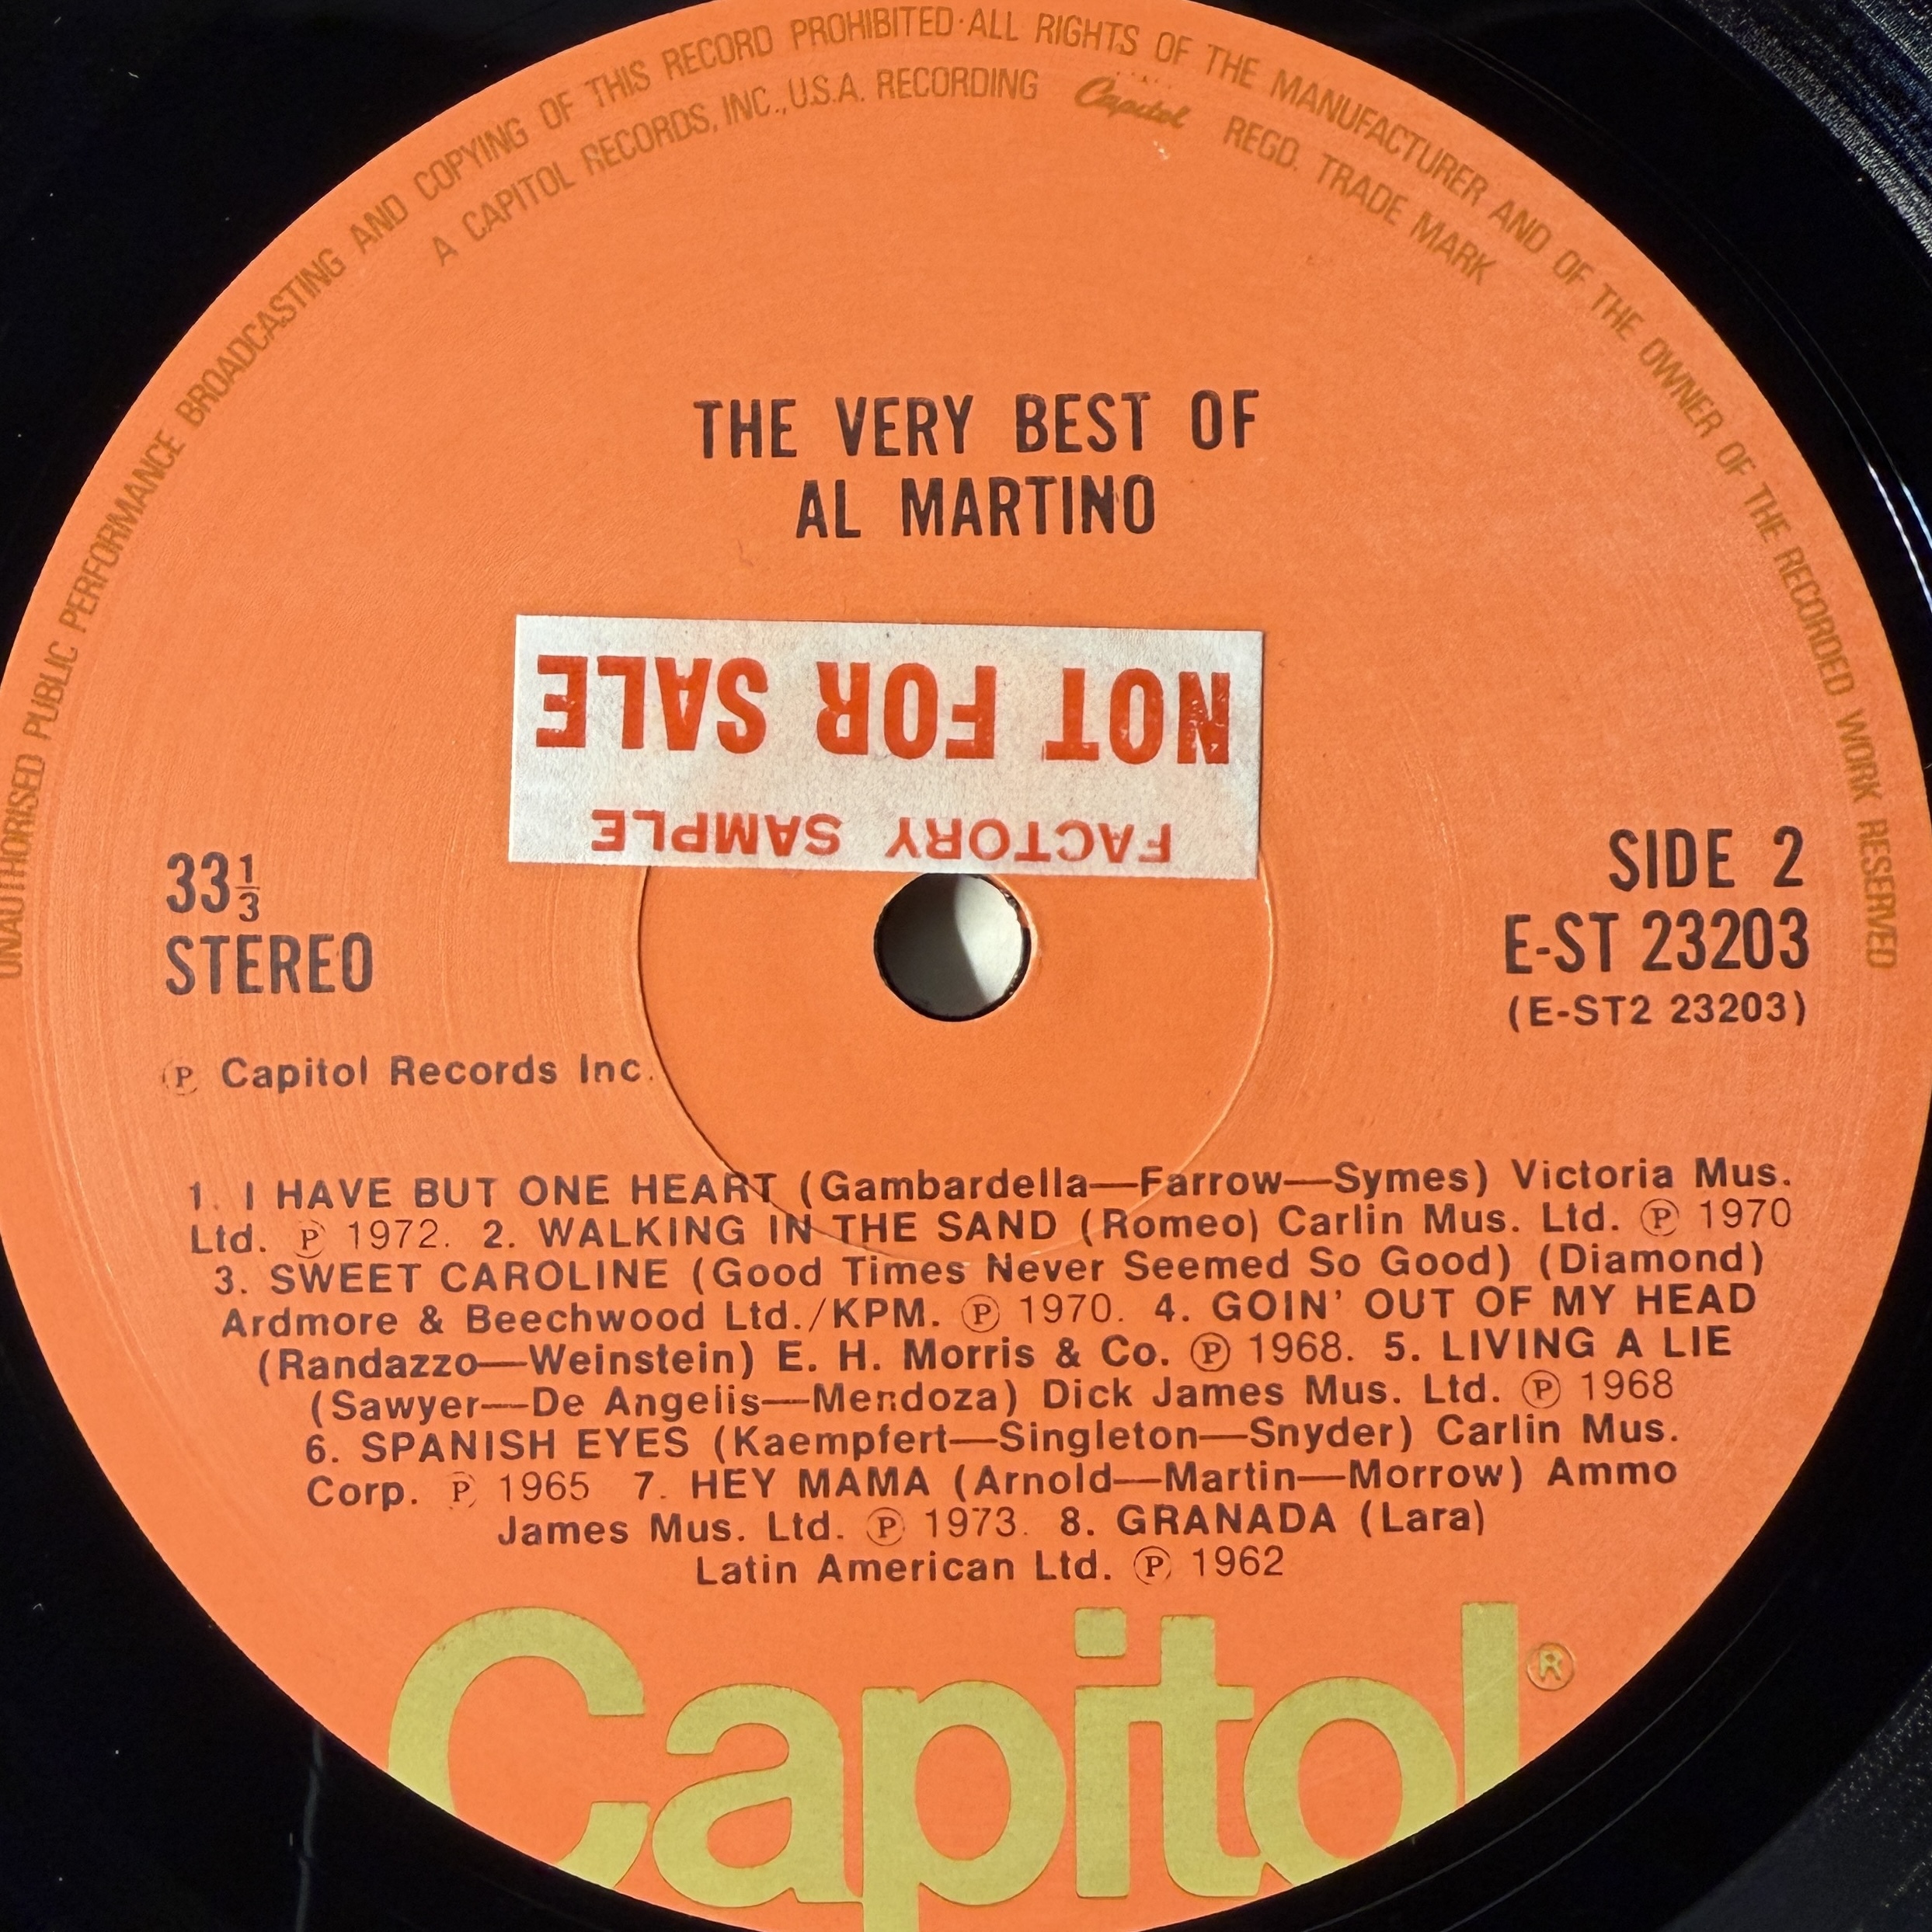 UNAUTHORISED PUBLIC PERFORMANCE BROADCASTING AND COPYING OF THIS RECORD PROHIBITED·ALL RIGHTS OF THE MANUFACTURER AND OF THE OWNER OF THE RECORDED WORK RESERVED
A CAPITOL RECORDS, INC., U.S.A. RECORDING Capitol REGD. TRADE MARK
THE VERY BEST OF
AL MARTINO
FACTORY SAMPLE
NOT FOR SALE
33⅓
STEREO
SIDE 2
E-ST 23203
(E-ST2 23203)
Ⓟ Capitol Records Inc.
1. I HAVE BUT ONE HEART (Gambardella—Farrow—Symes) Victoria Mus.
Ltd. Ⓟ 1972. 2. WALKING IN THE SAND (Romeo) Carlin Mus. Ltd. Ⓟ 1970
3. SWEET CAROLINE (Good Times Never Seemed So Good) (Diamond)
Ardmore & Beechwood Ltd./KPM. Ⓟ 1970. 4. GOIN' OUT OF MY HEAD
(Randazzo—Weinstein) E. H. Morris & Co. Ⓟ 1968. 5. LIVING A LIE
(Sawyer—De Angelis—Mendoza) Dick James Mus. Ltd. Ⓟ 1968
6. SPANISH EYES (Kaempfert—Singleton—Snyder) Carlin Mus.
Corp. Ⓟ 1965 7. HEY MAMA (Arnold—Martin—Morrow) Ammo
James Mus. Ltd. Ⓟ 1973. 8. GRANADA (Lara)
Latin American Ltd. Ⓟ 1962
Capitol®